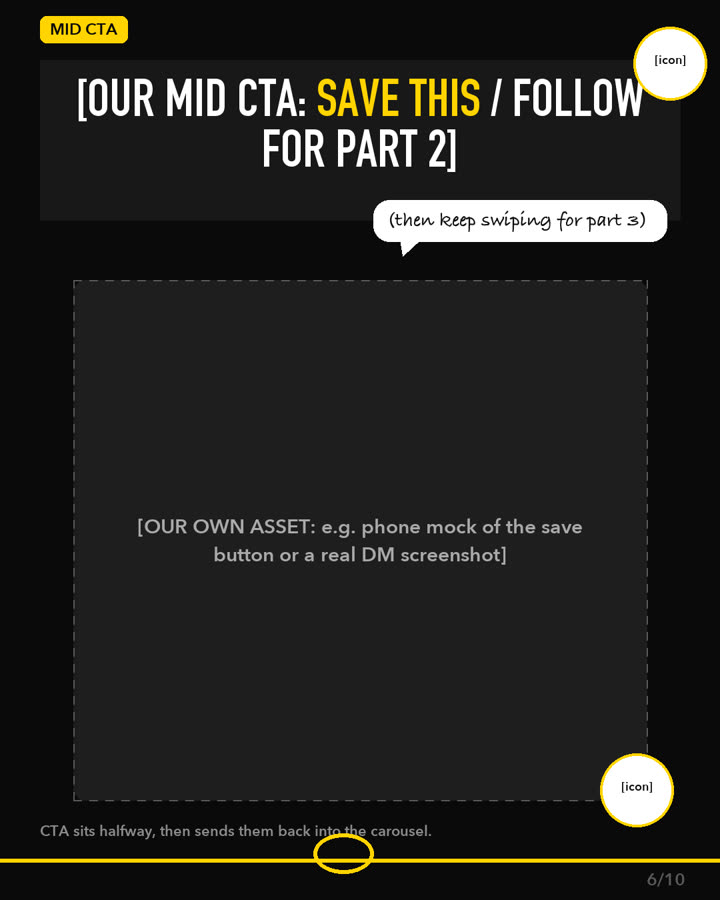 MID CTA
[icon]
[OUR MID CTA: SAVE THIS / FOLLOW
FOR PART 2]
(then keep swiping for part 3)
[OUR OWN ASSET: e.g. phone mock of the save
button or a real DM screenshot]
[icon]
CTA sits halfway, then sends them back into the carousel.
6/10